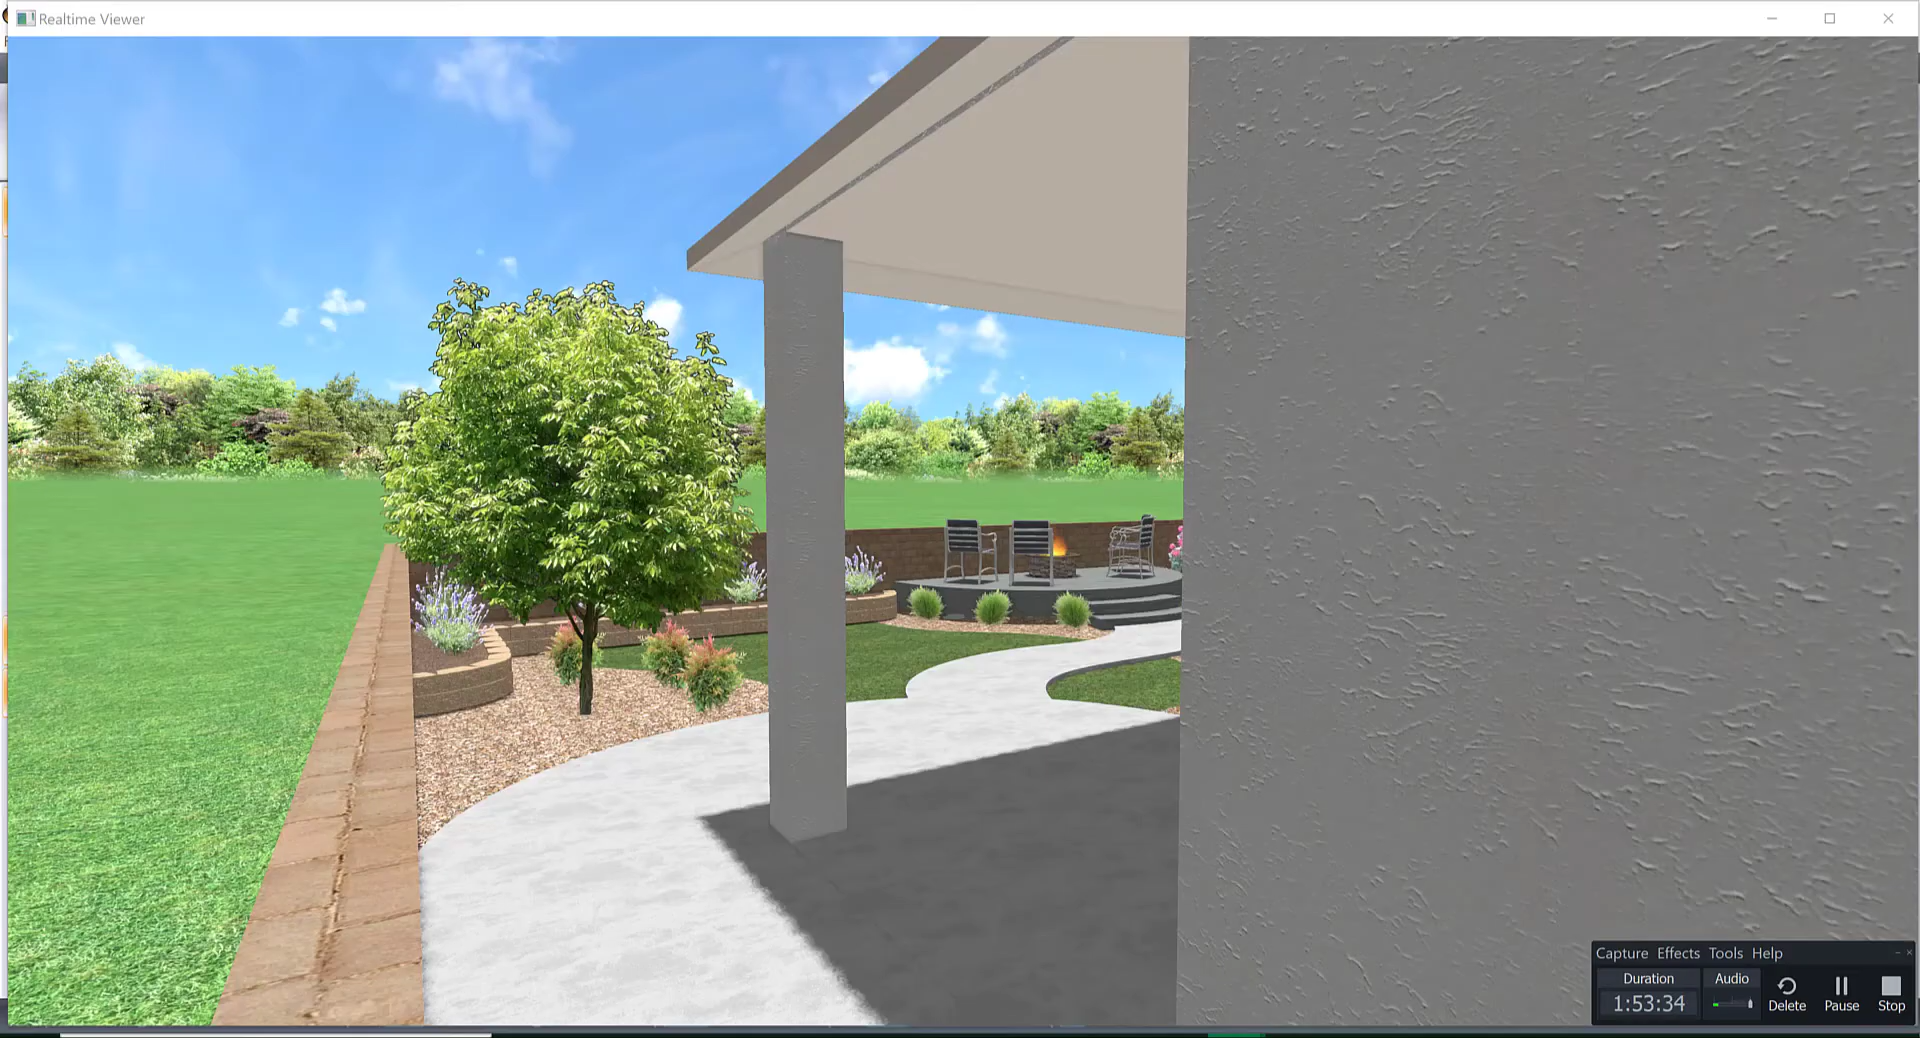 Realtime Viewer
Capture Effects Tools Help
Duration Audio
1:53:34
Delete Pause Stop